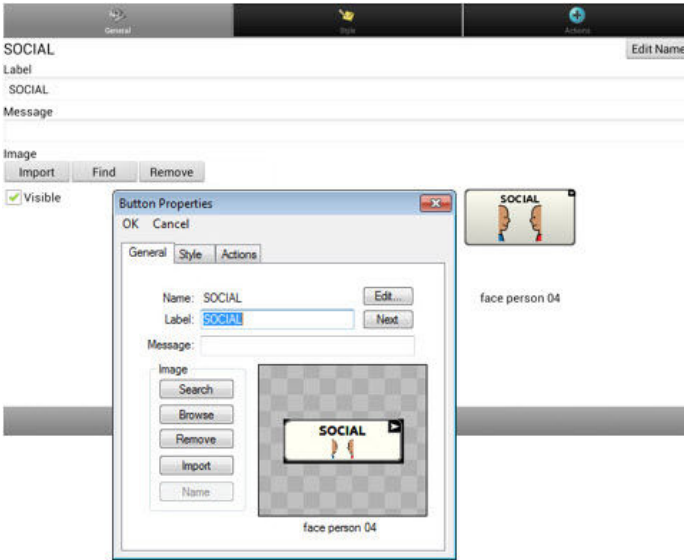 General Style Actions
SOCIAL Edit Name
Label
SOCIAL
Message
Image
Import Find Remove
Visible
SOCIAL
face person 04
Button Properties
OK Cancel
General Style Actions
Name: SOCIAL Edit...
Label: SOCIAL Next
Message:
Image
Search
Browse
Remove
Import
Name
SOCIAL
face person 04